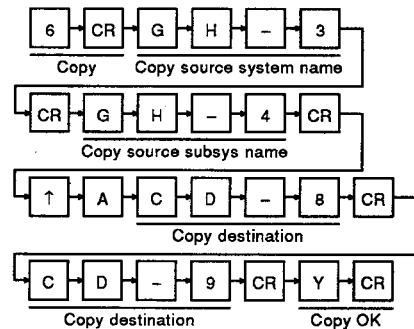 6 CR G H – 3
Copy Copy source system name
CR G H – 4 CR
Copy source subsys name
↑ A C D – 8 CR
Copy destination
C D – 9 CR Y CR
Copy destination Copy OK